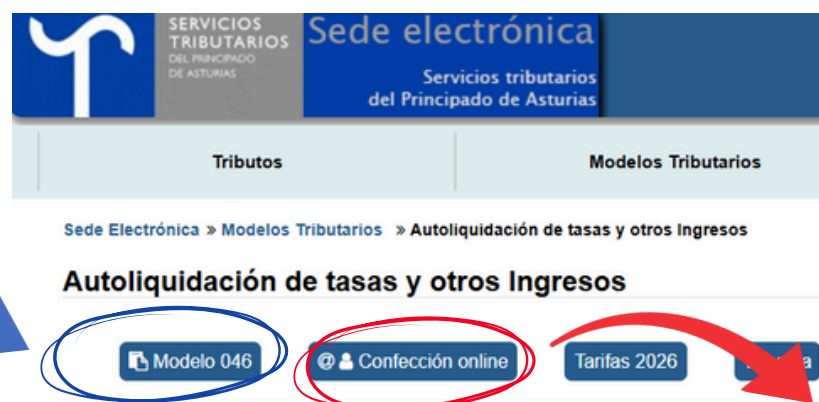 SERVICIOS
TRIBUTARIOS
DEL PRINCIPADO
DE ASTURIAS
Sede electrónica
Servicios tributarios
del Principado de Asturias
Tributos
Modelos Tributarios
Sede Electrónica » Modelos Tributarios » Autoliquidación de tasas y otros Ingresos
Autoliquidación de tasas y otros Ingresos
Modelo 046
@ Confección online
Tarifas 2026